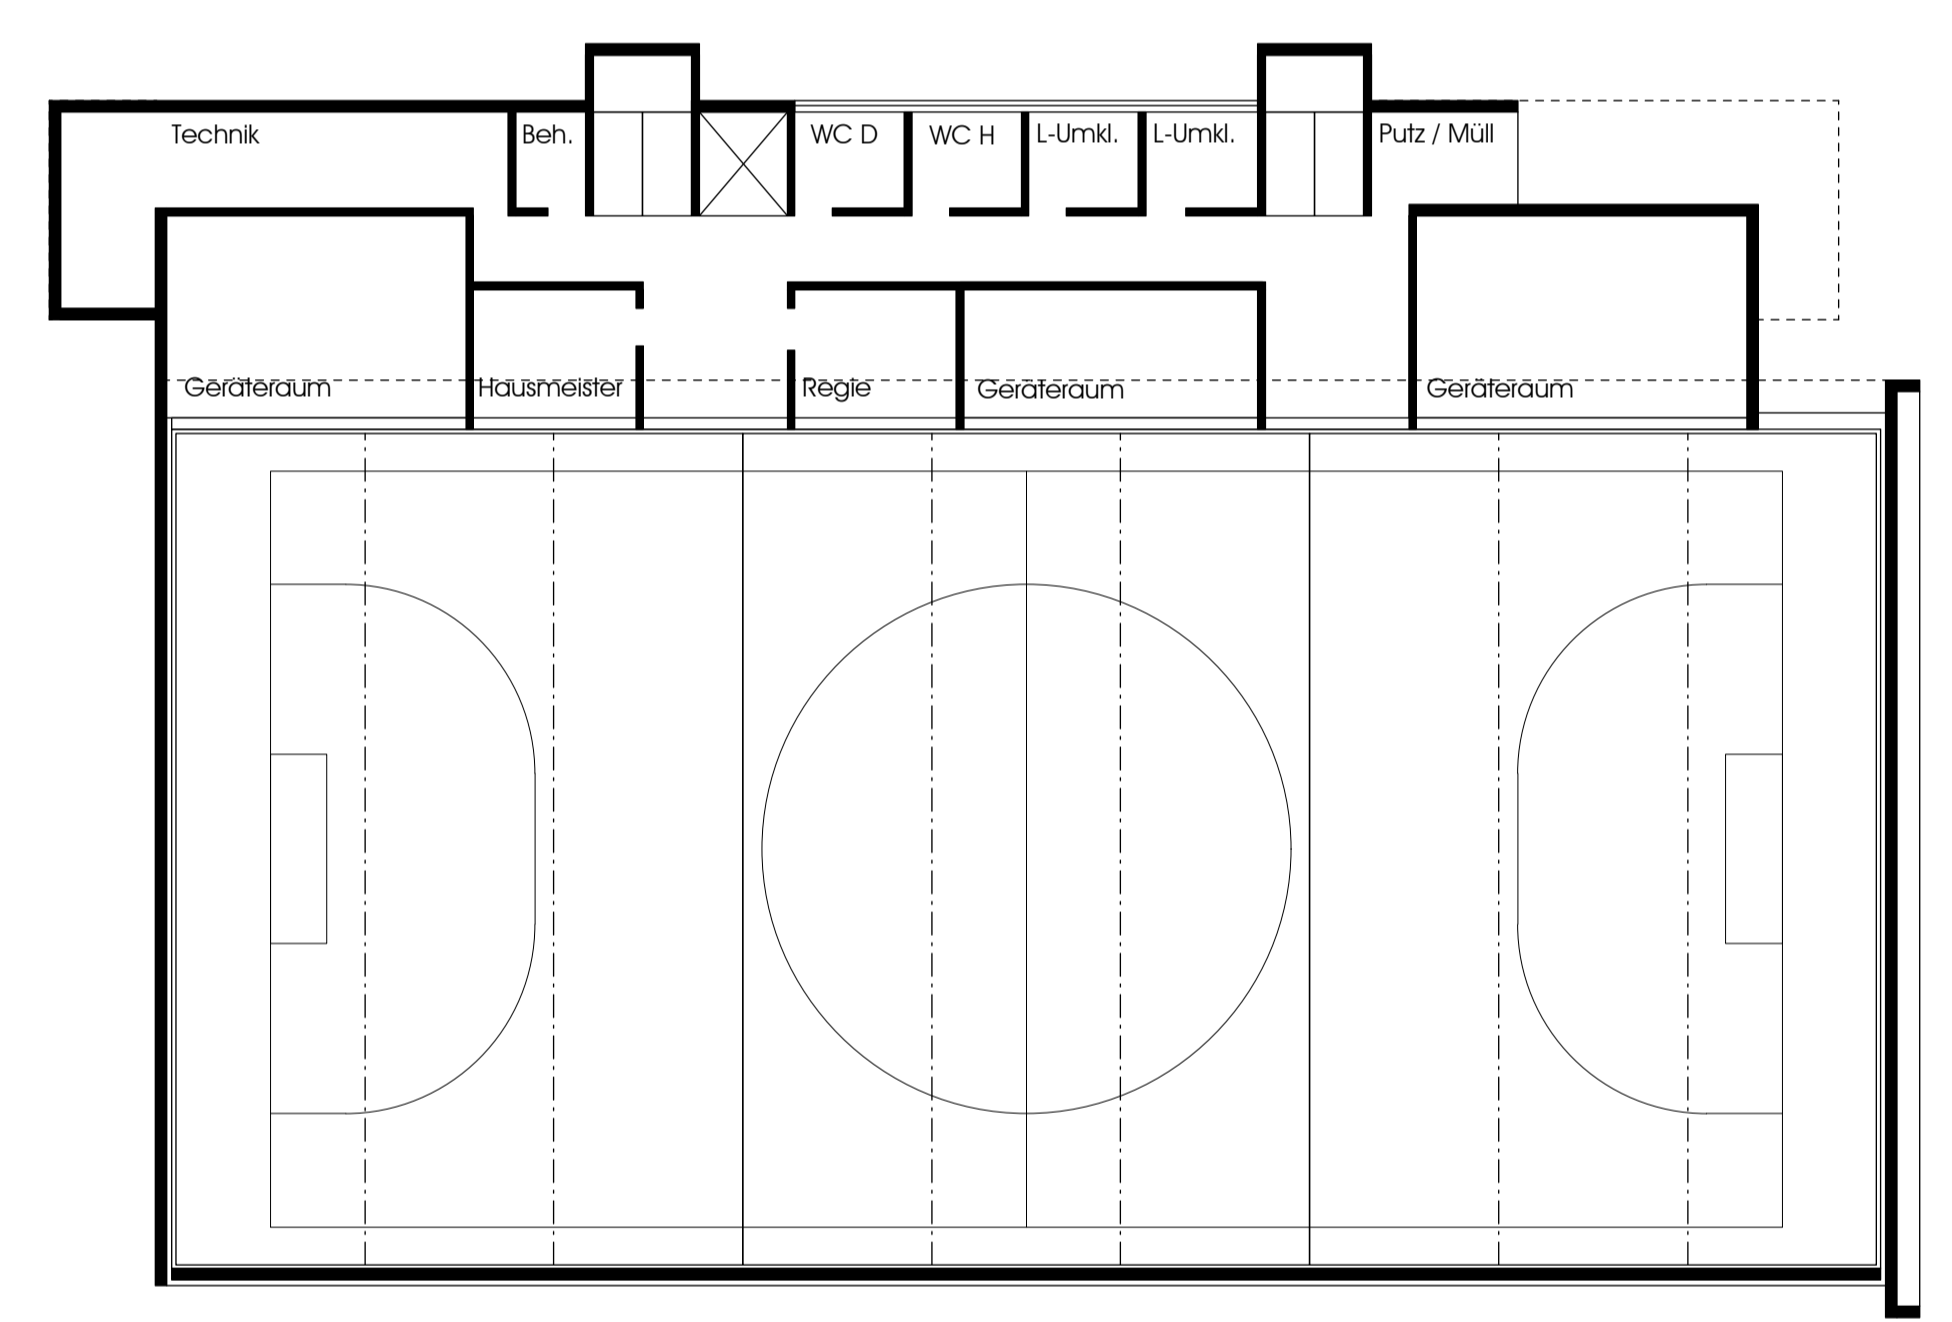 Technik
Beh.
WC D
WC H
L-Umkl.
L-Umkl.
Putz / Müll
Geräteraum
Hausmeister
Regie
Geräteraum
Geräteraum